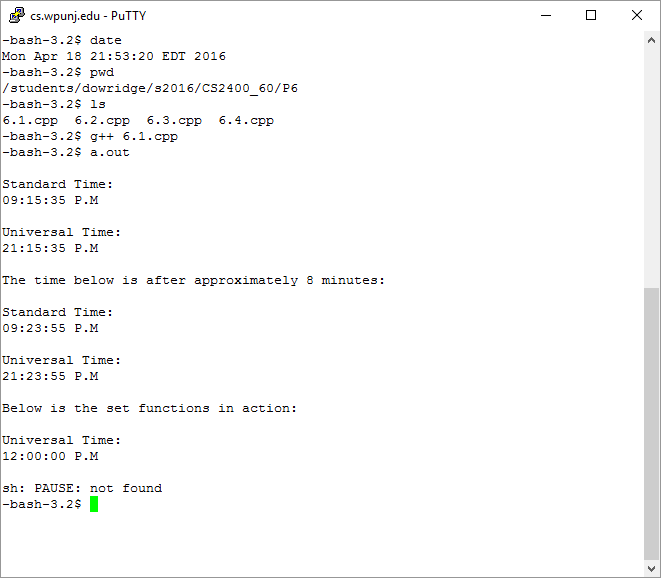 cs.wpunj.edu - PuTTY
-bash-3.2$ date
Mon Apr 18 21:53:20 EDT 2016
-bash-3.2$ pwd
/students/dowridge/s2016/CS2400_60/P6
-bash-3.2$ ls
6.1.cpp  6.2.cpp  6.3.cpp  6.4.cpp
-bash-3.2$ g++ 6.1.cpp
-bash-3.2$ a.out
Standard Time:
09:15:35 P.M
Universal Time:
21:15:35 P.M
The time below is after approximately 8 minutes:
Standard Time:
09:23:55 P.M
Universal Time:
21:23:55 P.M
Below is the set functions in action:
Universal Time:
12:00:00 P.M
sh: PAUSE: not found
-bash-3.2$